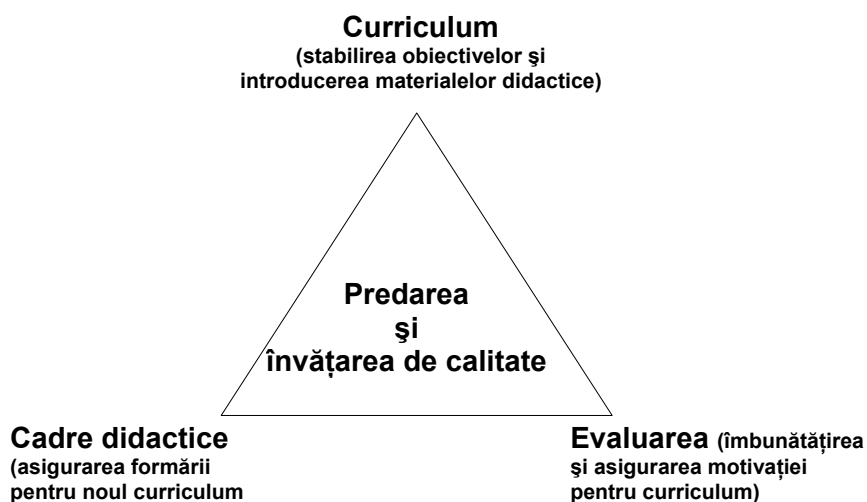 Curriculum
(stabilirea obiectivelor şi
introducerea materialelor didactice)
Predarea
şi
învățarea de calitate
Cadre didactice
(asigurarea formării
pentru noul curriculum
Evaluarea (îmbunătățirea
şi asigurarea motivației
pentru curriculum)